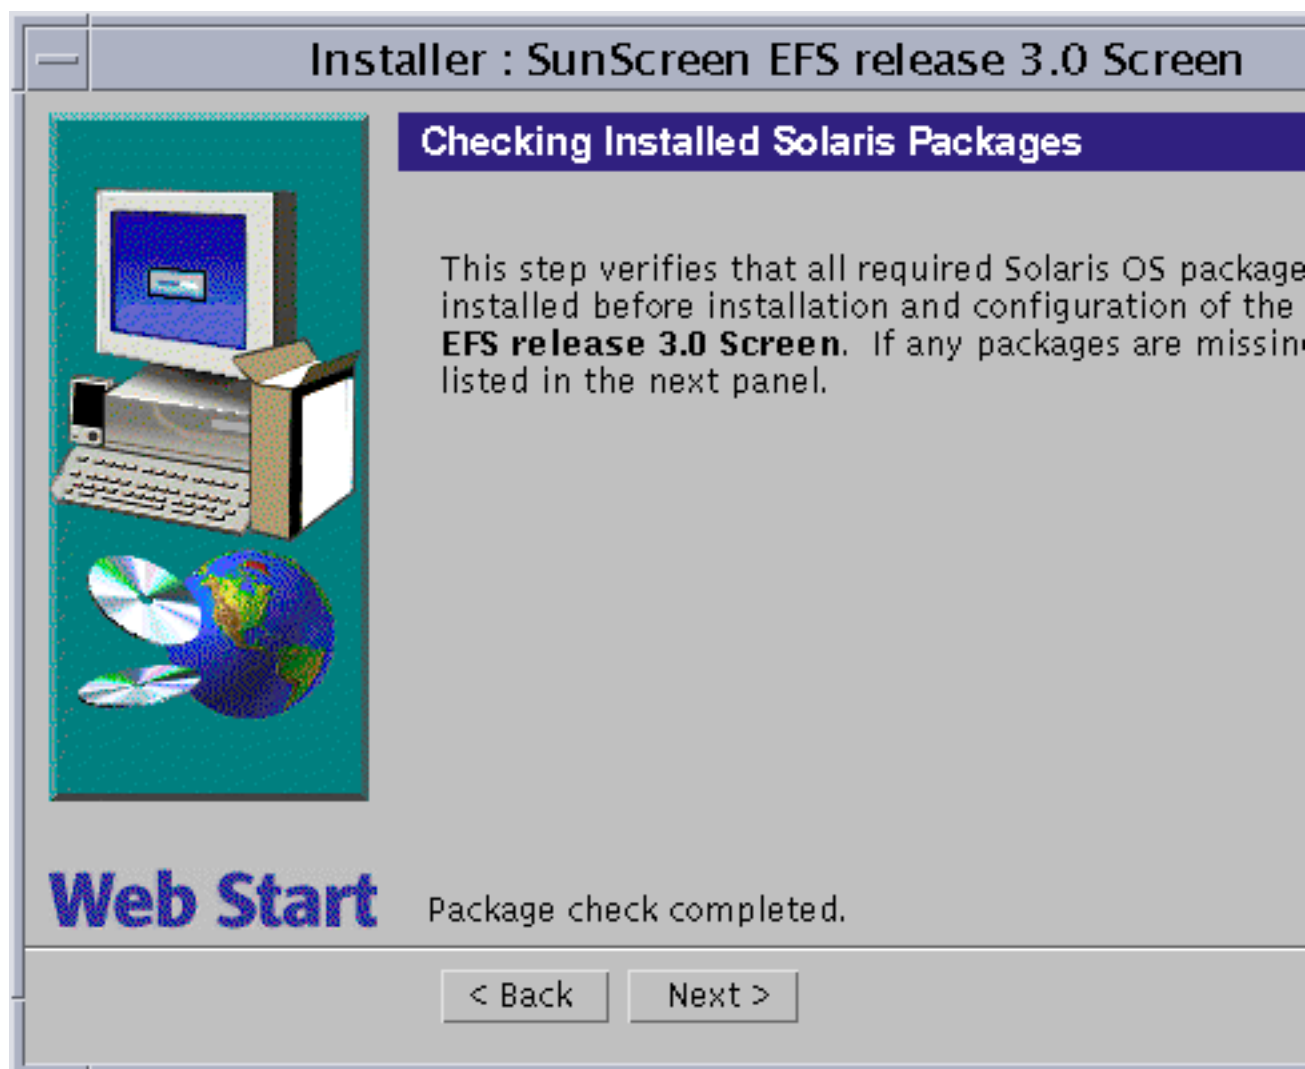 Installer : SunScreen EFS release 3.0 Screen
Checking Installed Solaris Packages
This step verifies that all required Solaris OS package
installed before installation and configuration of the
EFS release 3.0 Screen. If any packages are missin
listed in the next panel.
Web Start
Package check completed.
< Back
Next >